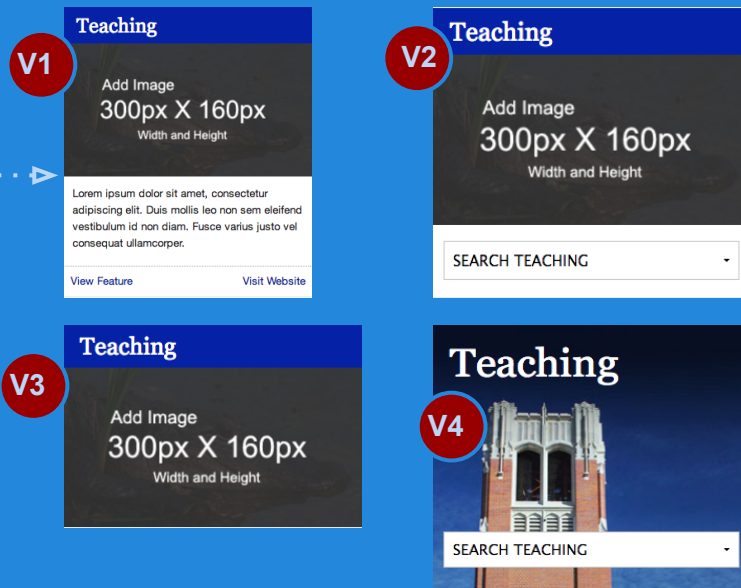 V1
Teaching
Add Image
300px X 160px
Width and Height
Lorem ipsum dolor sit amet, consectetur
adipiscing elit. Duis mollis leo non sem eleifend
vestibulum id non diam. Fusce varius justo vel
consequat ullamcorper.
View Feature
Visit Website
V2
Teaching
Add Image
300px X 160px
Width and Height
SEARCH TEACHING
V3
Teaching
Add Image
300px X 160px
Width and Height
V4
Teaching
SEARCH TEACHING